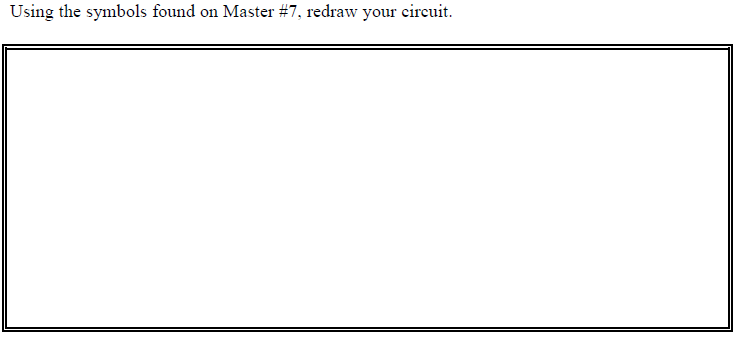 Using the symbols found on Master #7, redraw your circuit.